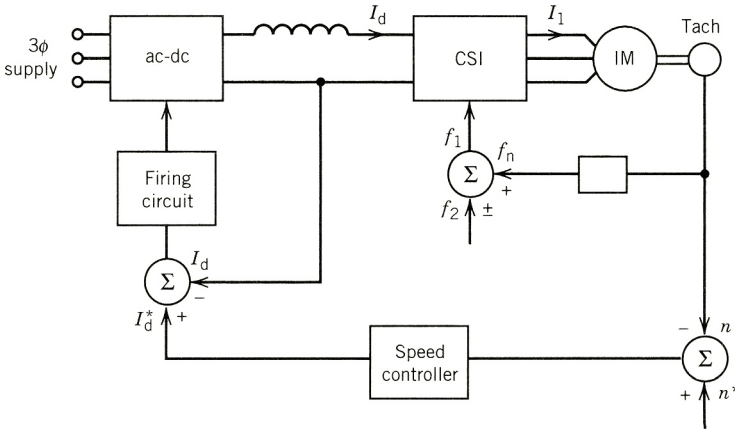 3ϕ
supply
ac-dc
I_d
CSI
I_1
IM
Tach
f_1
f_n
Σ
+
f_2
±
Firing
circuit
I_d
Σ
−
I_d^*
+
Speed
controller
−
n
Σ
+
n*